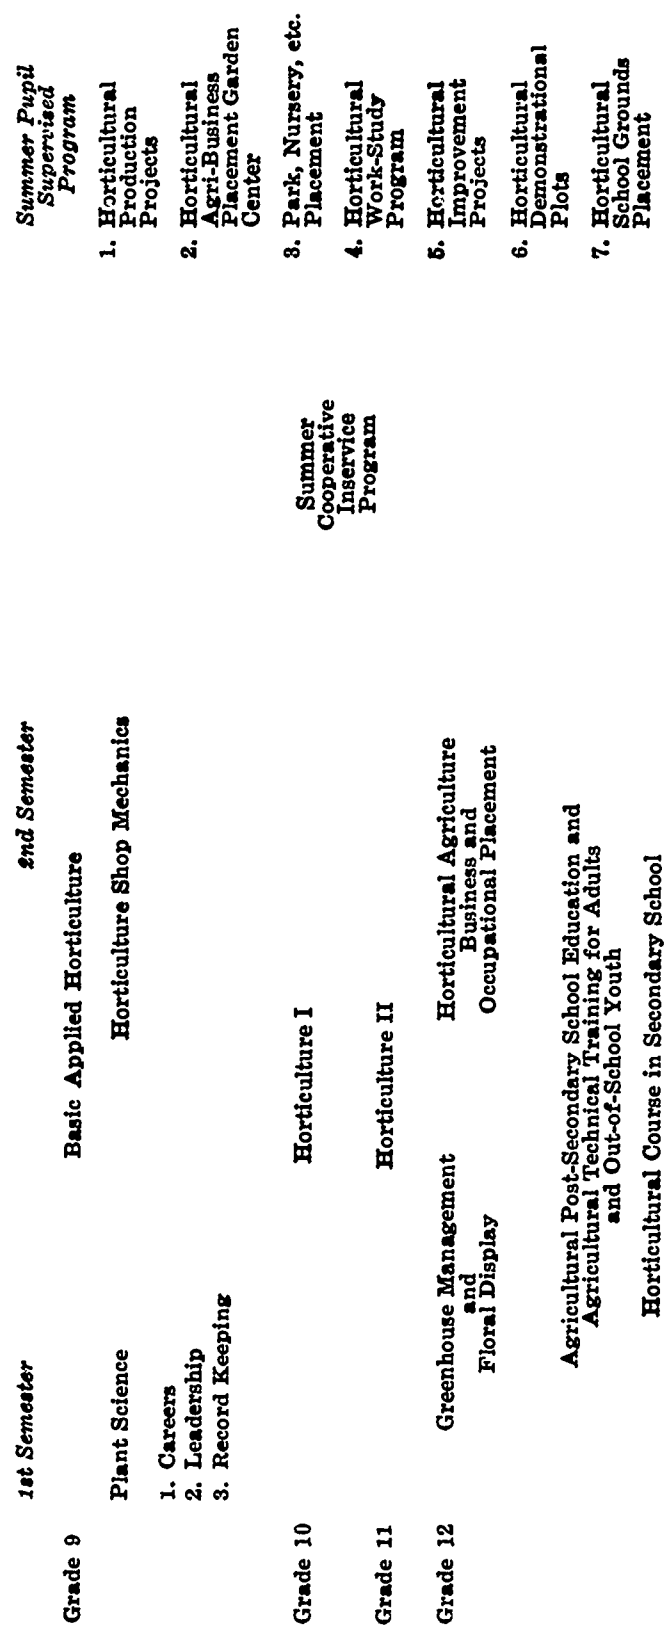 1st Semester
2nd Semester
Summer Pupil
Supervised
Program
Grade 9
Basic Applied Horticulture
Plant Science
Horticulture Shop Mechanics
1. Careers
2. Leadership
3. Record Keeping
Grade 10
Horticulture I
Grade 11
Horticulture II
Grade 12
Greenhouse Management
and
Floral Display
Horticultural Agriculture
Business and
Occupational Placement
Summer
Cooperative
Inservice
Program
1. Horticultural
Production
Projects
2. Horticultural
Agri-Business
Placement Garden
Center
3. Park, Nursery, etc.
Placement
4. Horticultural
Work-Study
Program
5. Horticultural
Improvement
Projects
6. Horticultural
Demonstrational
Plots
7. Horticultural
School Grounds
Placement
Agricultural Post-Secondary School Education and
Agricultural Technical Training for Adults
and Out-of-School Youth
Horticultural Course in Secondary School